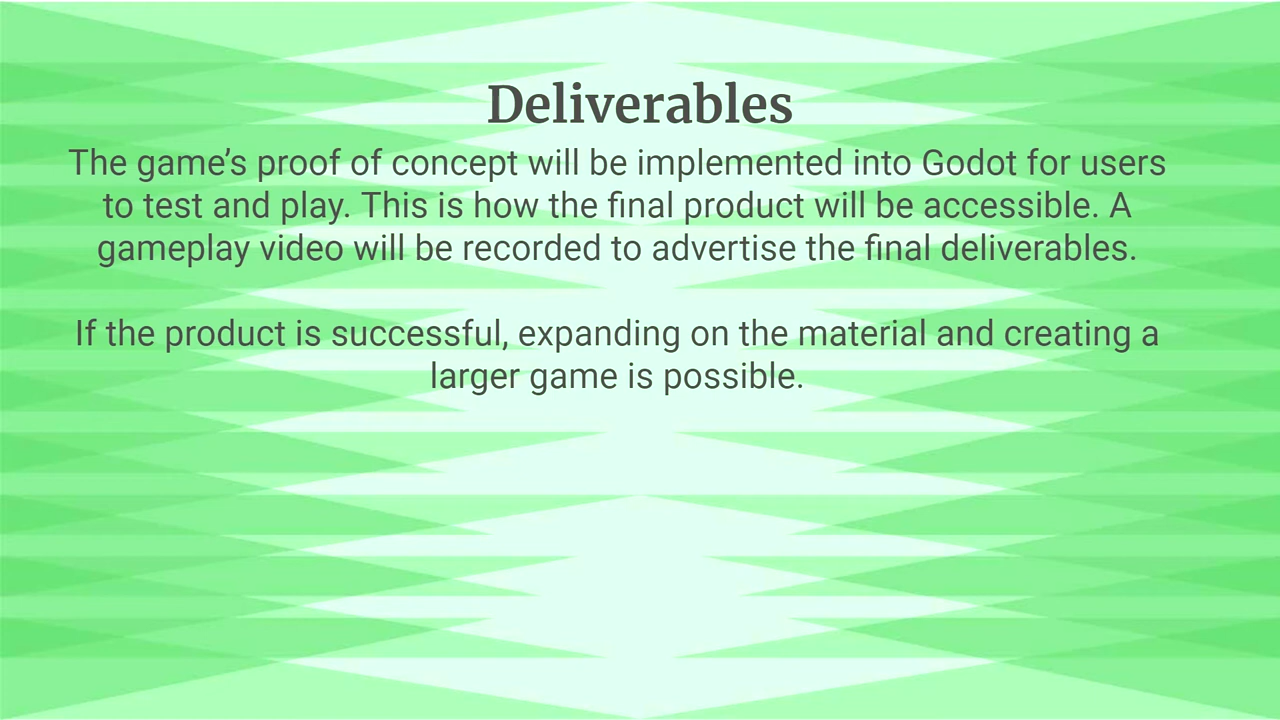 Deliverables
The game’s proof of concept will be implemented into Godot for users
to test and play. This is how the final product will be accessible. A
gameplay video will be recorded to advertise the final deliverables.
If the product is successful, expanding on the material and creating a
larger game is possible.